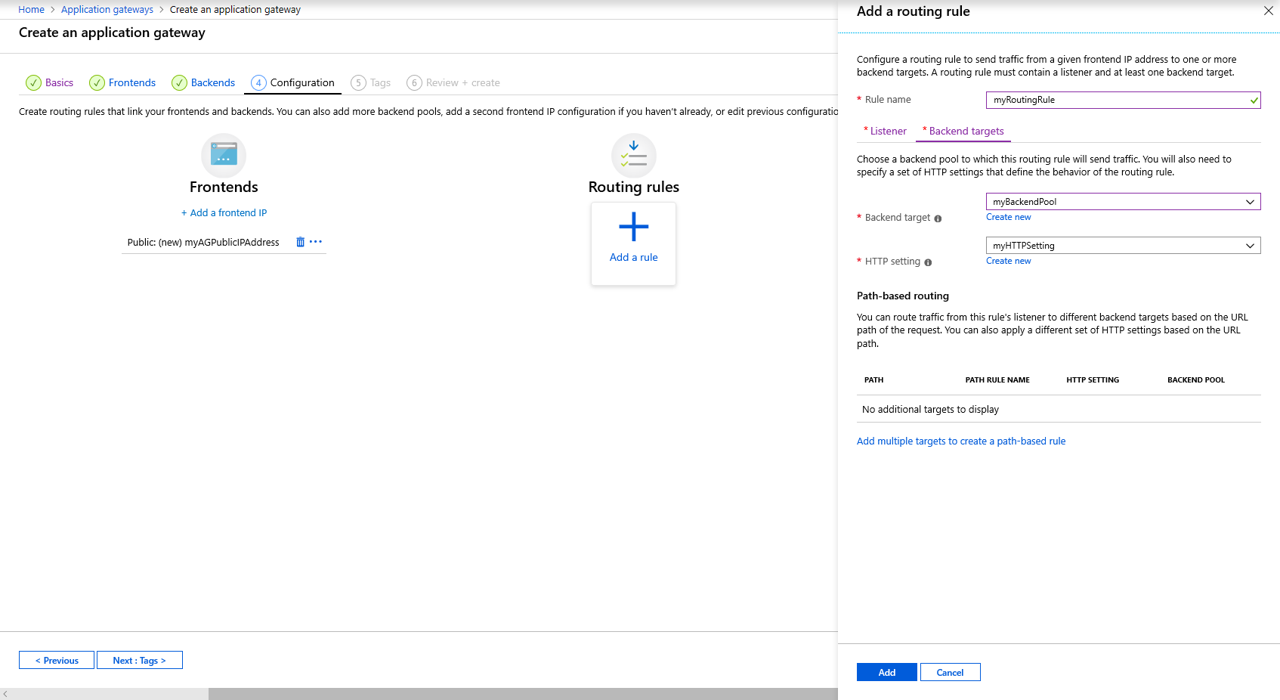 Home > Application gateways > Create an application gateway
Create an application gateway
Basics Frontends Backends 4 Configuration 5 Tags 6 Review + create
Create routing rules that link your frontends and backends. You can also add more backend pools, add a second frontend IP configuration if you haven't already, or edit previous configuratio
Frontends
+ Add a frontend IP
Public: (new) myAGPublicIPAddress
Routing rules
Add a rule
< Previous
Next : Tags >
Add a routing rule
Configure a routing rule to send traffic from a given frontend IP address to one or more
backend targets. A routing rule must contain a listener and at least one backend target.
* Rule name
myRoutingRule
* Listener * Backend targets
Choose a backend pool to which this routing rule will send traffic. You will also need to
specify a set of HTTP settings that define the behavior of the routing rule.
myBackendPool
* Backend target
Create new
myHTTPSetting
* HTTP setting
Create new
Path-based routing
You can route traffic from this rule's listener to different backend targets based on the URL
path of the request. You can also apply a different set of HTTP settings based on the URL
path.
PATH PATH RULE NAME HTTP SETTING BACKEND POOL
No additional targets to display
Add multiple targets to create a path-based rule
Add
Cancel